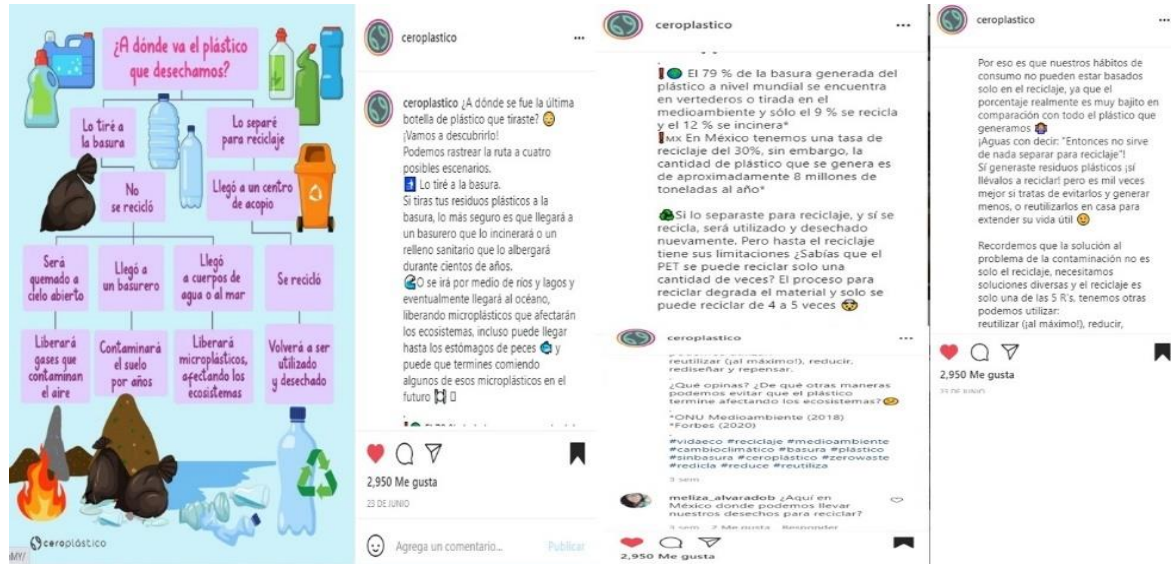 ¿A dónde va el plástico
que desechamos?
Lo tiré a
la basura
Lo separé
para reciclaje
No
se recicló
Llegó a un centro
de acopio
Será
quemado a
cielo abierto
Llegó a
un basurero
Llegó
a cuerpos de
agua o al mar
Se recicló
Liberará
gases que
contaminan
el aire
Contaminará
el suelo
por años
Liberará
microplásticos,
afectando los
ecosistemas
Volverá a ser
utilizado
y desechado
ceroplástico
MY/
ceroplastico
ceroplastico ¿A dónde se fue la última
botella de plástico que tiraste?
¡Vamos a descubrirlo!
Podemos rastrear la ruta a cuatro
posibles escenarios.
Lo tiré a la basura.
Si tiras tus residuos plásticos a la
basura, lo más seguro es que llegará a
un basurero que lo incinerará o un
relleno sanitario que lo albergará
durante cientos de años.
O se irá por medio de ríos y lagos y
eventualmente llegará al océano,
liberando microplásticos que afectarán
los ecosistemas, incluso puede llegar
hasta los estómagos de peces y
puede que termines comiendo
algunos de esos microplásticos en el
futuro
2,950 Me gusta
23 DE JUNIO
Agrega un comentario...
Publicar
ceroplastico
El 79 % de la basura generada del
plástico a nivel mundial se encuentra
en vertederos o tirada en el
medioambiente y sólo el 9 % se recicla
y el 12 % se incinera*
MX En México tenemos una tasa de
reciclaje del 30%, sin embargo, la
cantidad de plástico que se genera es
de aproximadamente 8 millones de
toneladas al año*
Si lo separaste para reciclaje, y sí se
recicla, será utilizado y desechado
nuevamente. Pero hasta el reciclaje
tiene sus limitaciones ¿Sabías que el
PET se puede reciclar solo una
cantidad de veces? El proceso para
reciclar degrada el material y solo se
puede reciclar de 4 a 5 veces
ceroplastico
reutilizar (¡al máximo!), reducir,
rediseñar y repensar.
¿Qué opinas? ¿De qué otras maneras
podemos evitar que el plástico
termine afectando los ecosistemas?
*ONU Medioambiente (2018)
*Forbes (2020)
#vidaeco #reciclaje #medioambiente
#cambioclimático #basura #plástico
#sinbasura #ceroplástico #zerowaste
#redicla #reduce #reutiliza
3 sem
meliza_alvaradob ¿Aquí en
México donde podemos llevar
nuestros desechos para reciclar?
3 sem 2 Me gusta Responder
2,950 Me gusta
ceroplastico
Por eso es que nuestros hábitos de
consumo no pueden estar basados
solo en el reciclaje, ya que el
porcentaje realmente es muy bajito en
comparación con todo el plástico que
generamos
¡Aguas con decir: "Entonces no sirve
de nada separar para reciclaje"!
Sí generaste residuos plásticos ¡sí
llévalos a reciclar! pero es mil veces
mejor si tratas de evitarlos y generar
menos, o reutilizarlos en casa para
extender su vida útil
Recordemos que la solución al
problema de la contaminación no es
solo el reciclaje, necesitamos
soluciones diversas y el reciclaje es
solo una de las 5 R's, tenemos otras
podemos utilizar:
reutilizar (¡al máximo!), reducir,
2,950 Me gusta
23 DE JUNIO